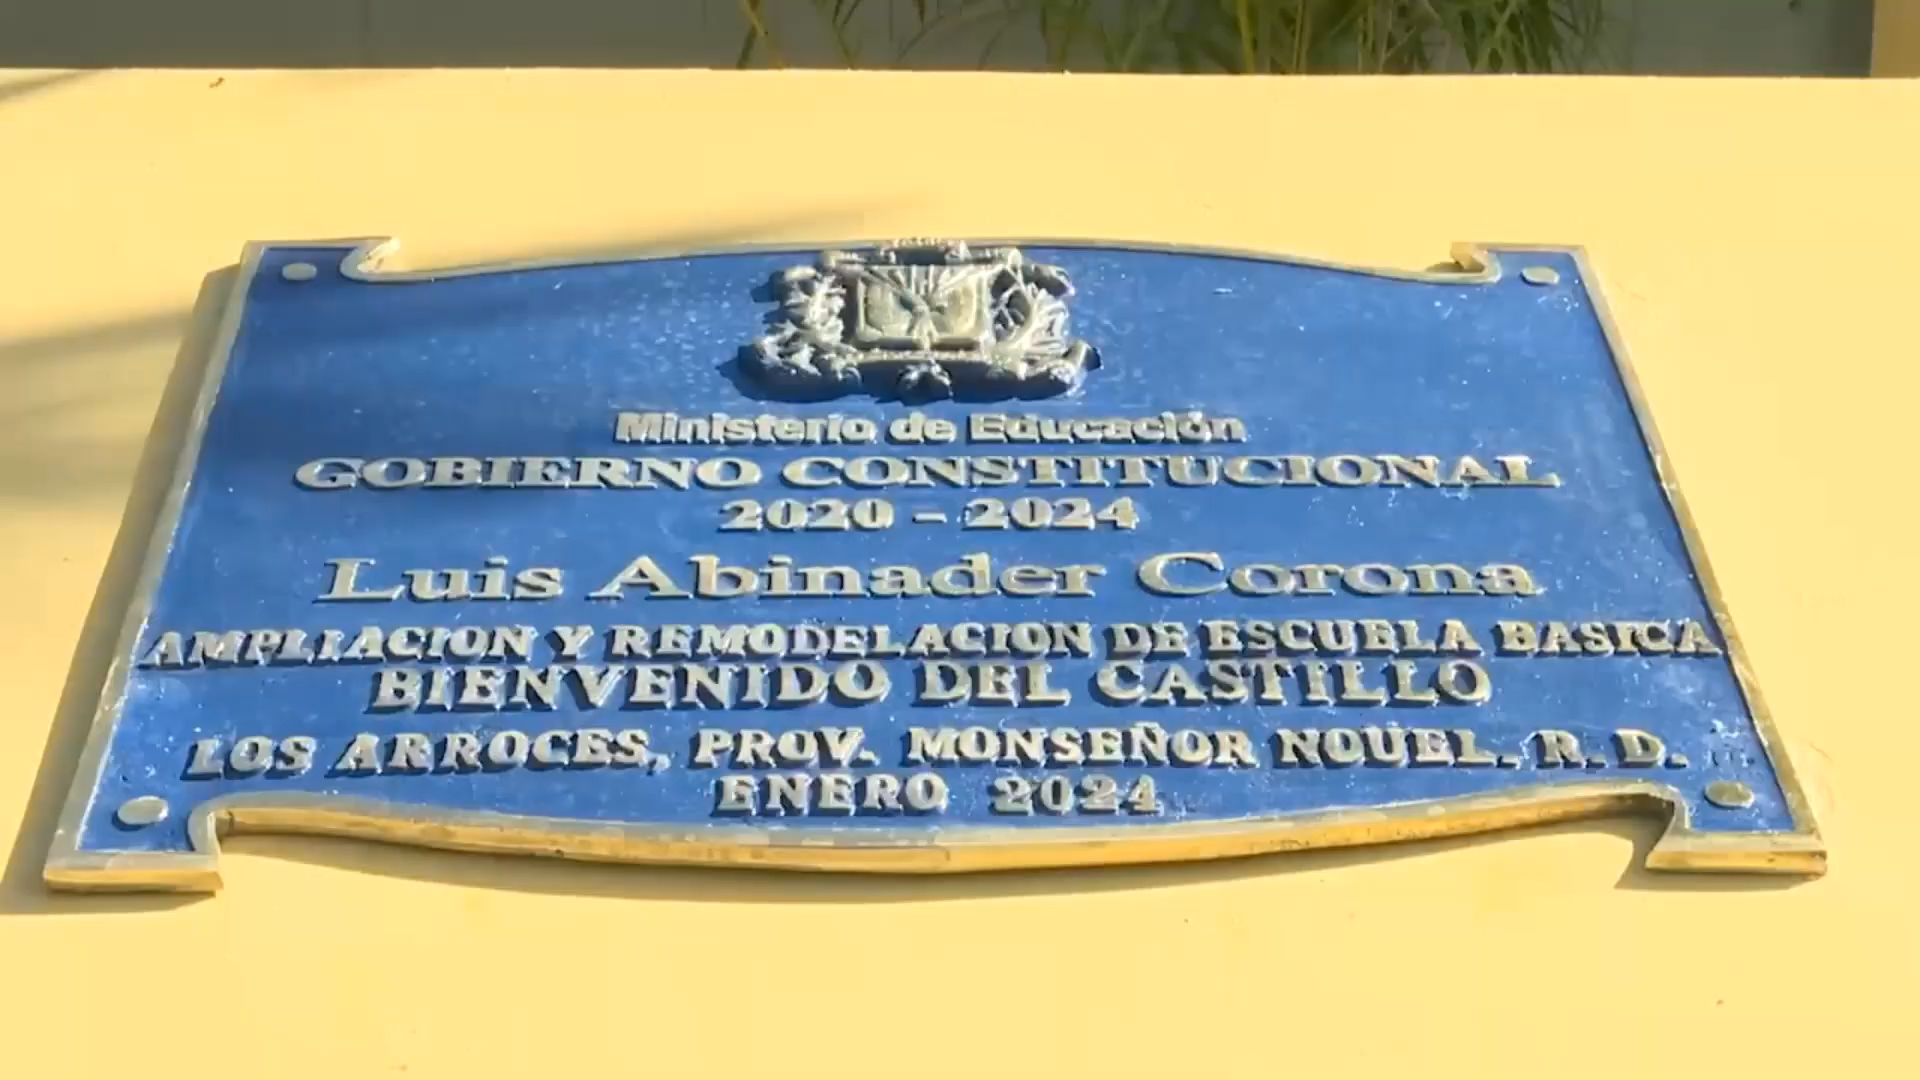 Ministerio de Educación
GOBIERNO CONSTITUCIONAL
2020 - 2024
Luis Abinader Corona
AMPLIACION Y REMODELACION DE ESCUELA BASICA
BIENVENIDO DEL CASTILLO
LOS ARROCES, PROV. MONSEÑOR NOUEL, R. D.
ENERO 2024